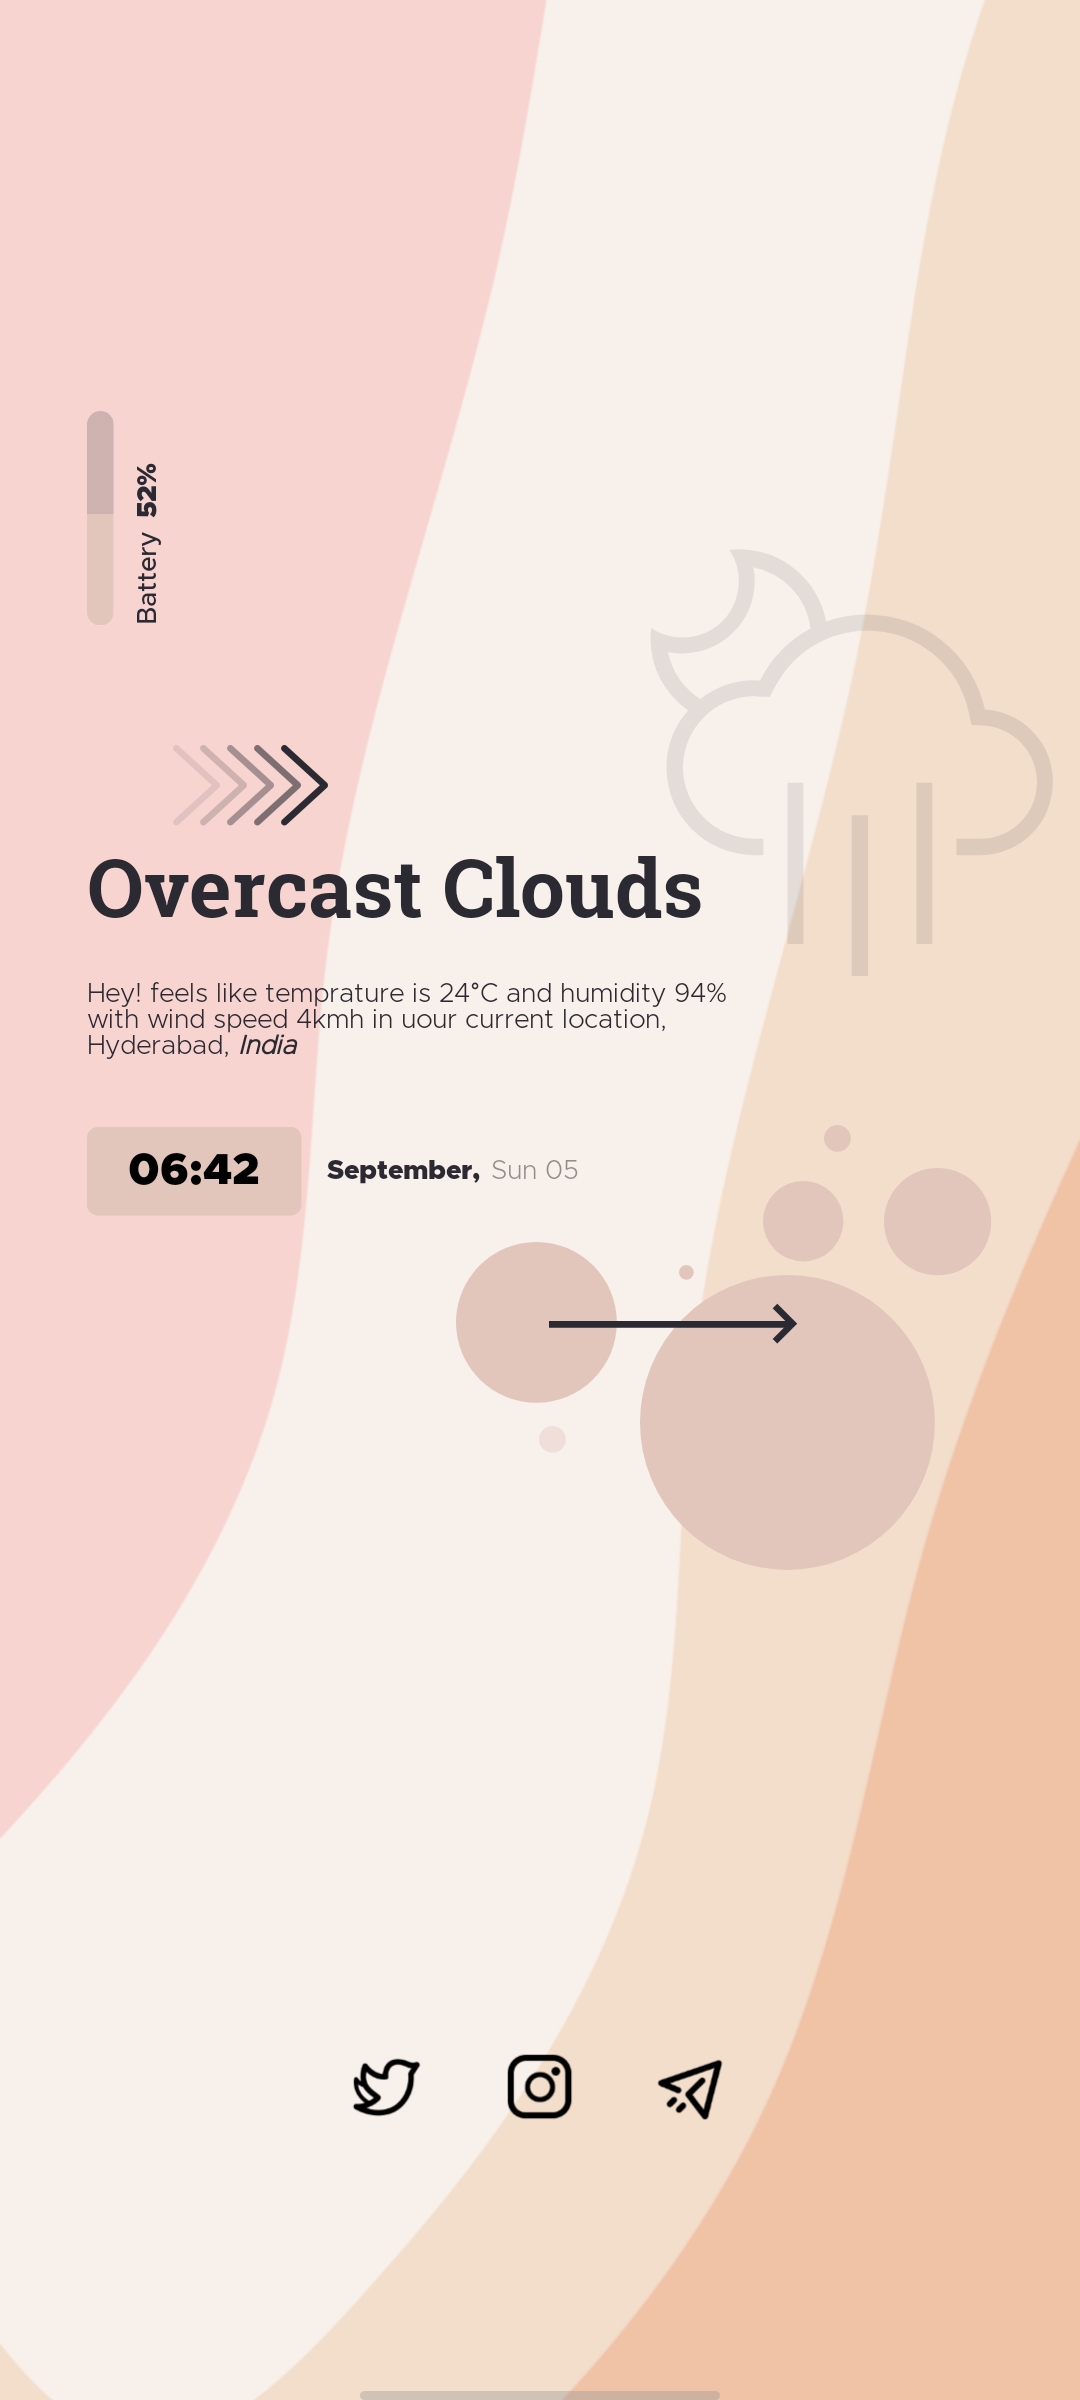 Battery 52%
Overcast Clouds
Hey! feels like temprature is 24°C and humidity 94%
with wind speed 4kmh in uour current location,
Hyderabad, India
06:42
September, Sun 05